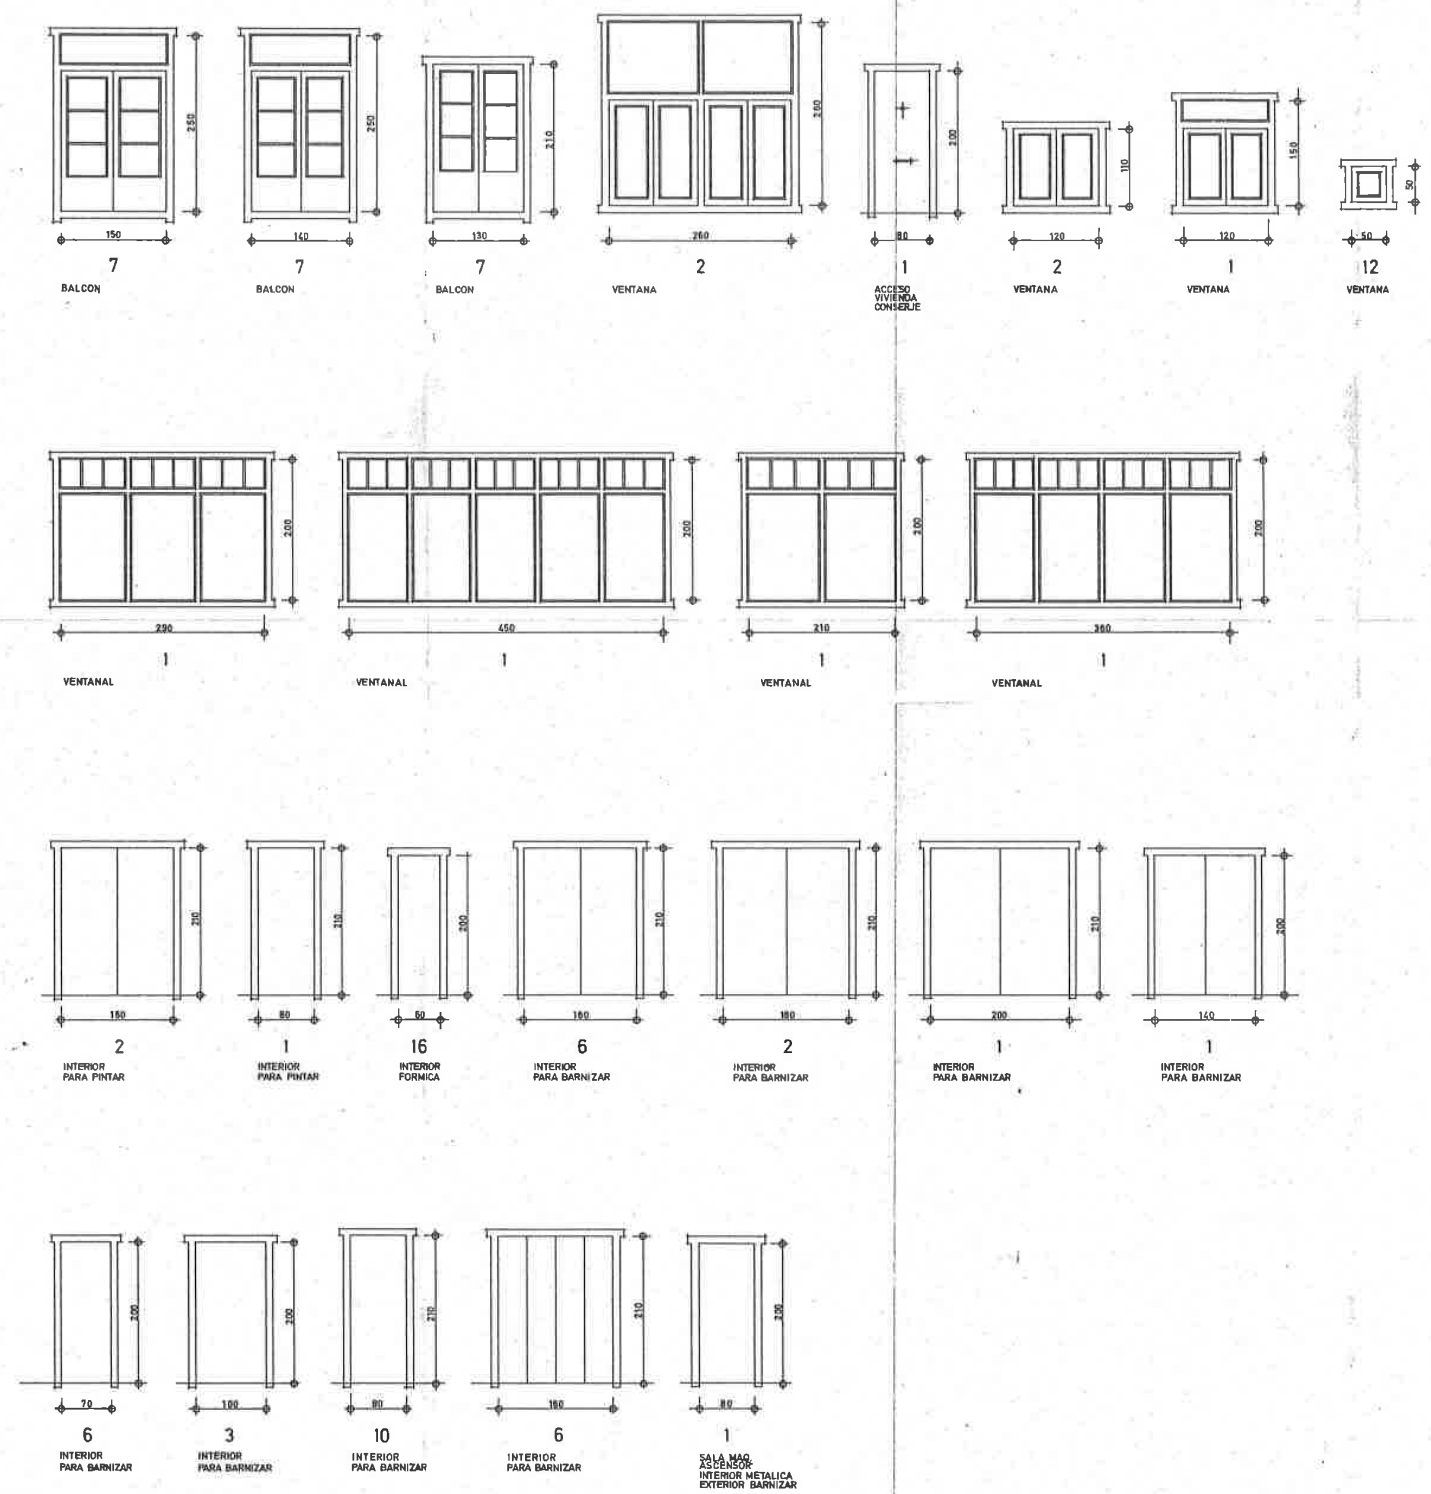 250
250
210
260
200
110
150
50
150
140
130
260
80
120
120
50
7
7
7
2
1
2
1
12
BALCON
BALCON
BALCON
VENTANA
ACCESO
VIVIENDA
CONSERJE
VENTANA
VENTANA
VENTANA
200
200
200
200
290
450
210
360
1
1
1
1
VENTANAL
VENTANAL
VENTANAL
VENTANAL
210
210
200
210
210
210
200
160
80
60
160
180
200
140
2
1
16
6
2
1
1
INTERIOR
PARA PINTAR
INTERIOR
PARA PINTAR
INTERIOR
FORMICA
INTERIOR
PARA BARNIZAR
INTERIOR
PARA BARNIZAR
INTERIOR
PARA BARNIZAR
INTERIOR
PARA BARNIZAR
200
200
210
210
200
70
100
80
160
80
6
3
10
6
1
INTERIOR
PARA BARNIZAR
INTERIOR
PARA BARNIZAR
INTERIOR
PARA BARNIZAR
INTERIOR
PARA BARNIZAR
SALA MAQ.
ASCENSOR
INTERIOR METALICA
EXTERIOR BARNIZAR